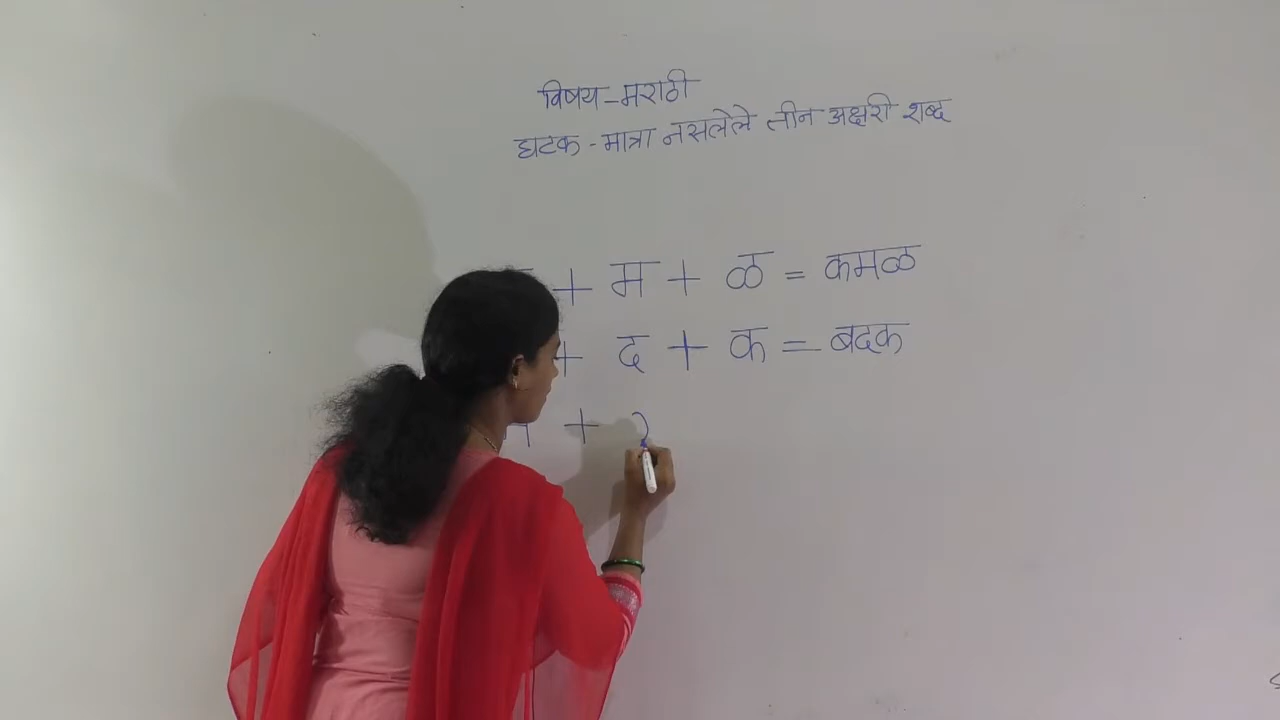 विषय-मराठी
घटक - मात्रा नसलेले तीन अक्षरी शब्द
+ म + ळ = कमळ
+ द + क = बदक
+